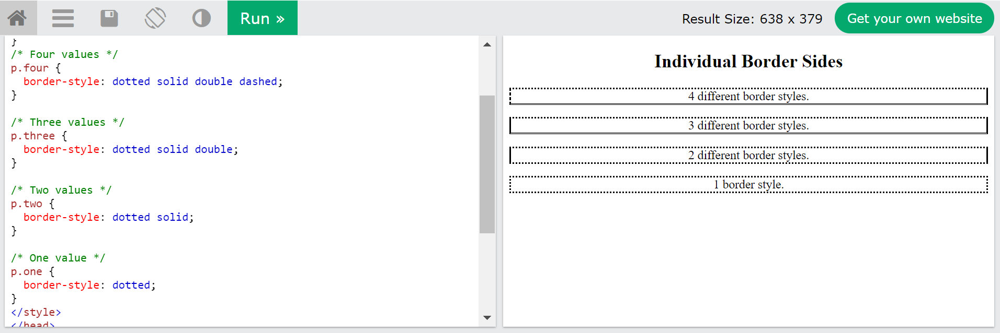 Run »
Result Size: 638 x 379
Get your own website
}
/* Four values */
p.four {
  border-style: dotted solid double dashed;
}
/* Three values */
p.three {
  border-style: dotted solid double;
}
/* Two values */
p.two {
  border-style: dotted solid;
}
/* One value */
p.one {
  border-style: dotted;
}
</style>
</head>
Individual Border Sides
4 different border styles.
3 different border styles.
2 different border styles.
1 border style.